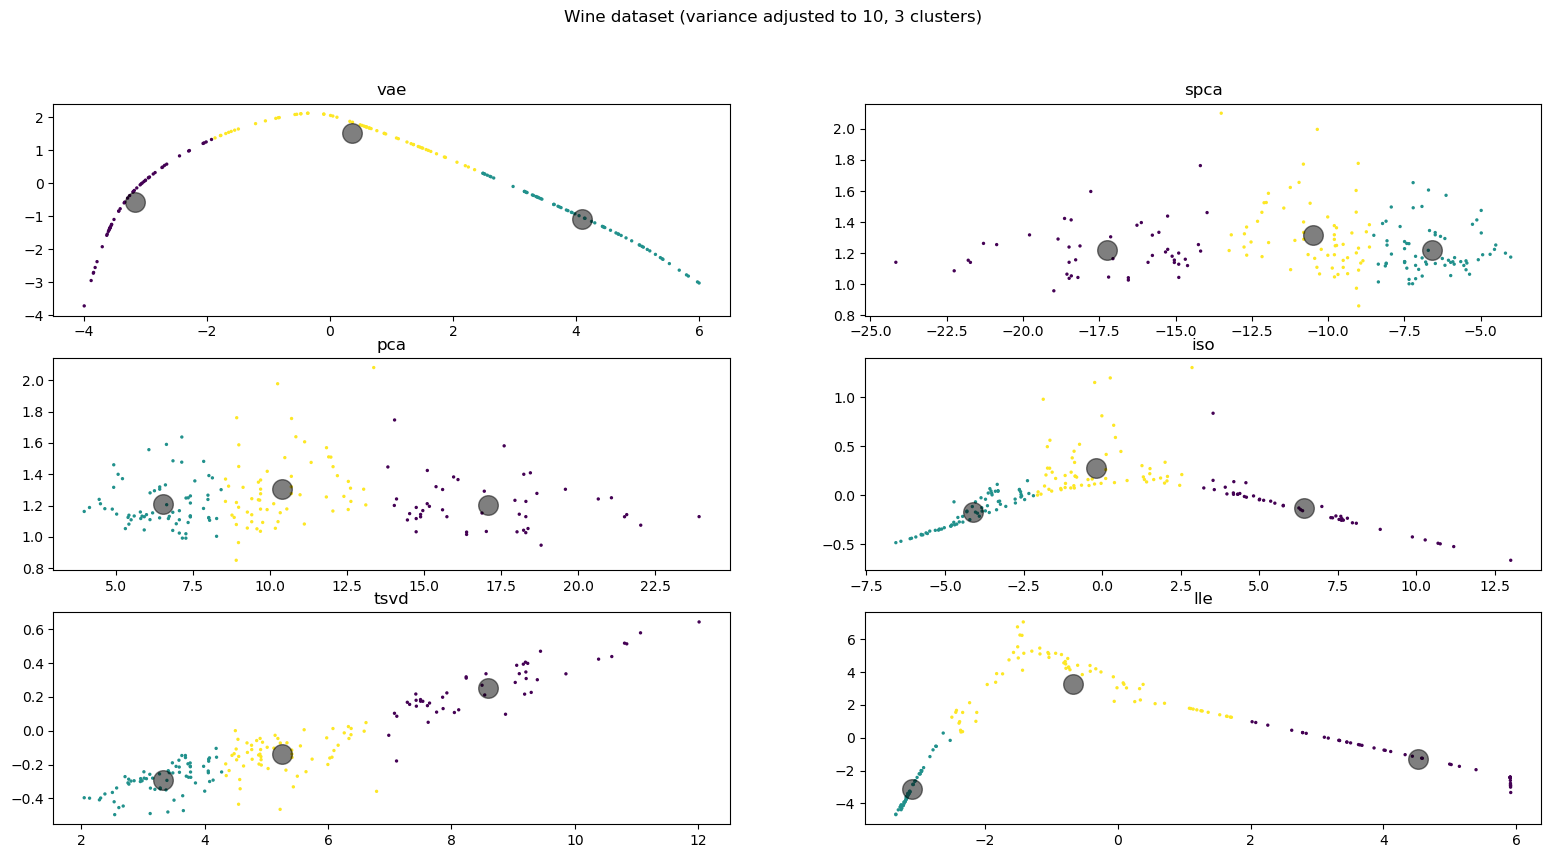 Wine dataset (variance adjusted to 10, 3 clusters)
vae
2
1
0
−1
−2
−3
−4
−4 −2 0 2 4 6
spca
2.0
1.8
1.6
1.4
1.2
1.0
0.8
−25.0 −22.5 −20.0 −17.5 −15.0 −12.5 −10.0 −7.5 −5.0
pca
2.0
1.8
1.6
1.4
1.2
1.0
0.8
5.0 7.5 10.0 12.5 15.0 17.5 20.0 22.5
iso
1.0
0.5
0.0
−0.5
−7.5 −5.0 −2.5 0.0 2.5 5.0 7.5 10.0 12.5
tsvd
0.6
0.4
0.2
0.0
−0.2
−0.4
2 4 6 8 10 12
lle
6
4
2
0
−2
−4
−2 0 2 4 6